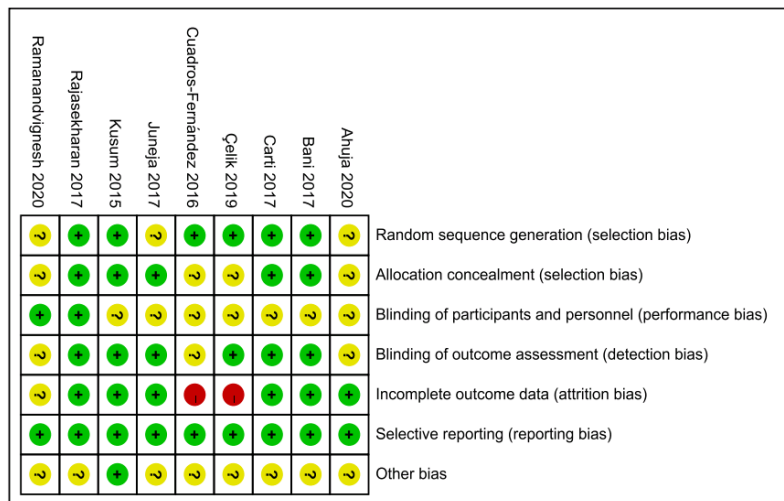 Ramanandvignesh 2020
Rajasekharan 2017
Kusum 2015
Juneja 2017
Cuadros-Fernández 2016
Çelik 2019
Carti 2017
Bani 2017
Ahuja 2020
? + + ? + + + + ? Random sequence generation (selection bias)
? + + + ? ? + + ? Allocation concealment (selection bias)
+ + ? ? ? ? ? ? ? Blinding of participants and personnel (performance bias)
? + + + ? + + + ? Blinding of outcome assessment (detection bias)
? + + + – – + + + Incomplete outcome data (attrition bias)
+ + + + + + + + + Selective reporting (reporting bias)
? ? + ? ? ? ? ? ? Other bias